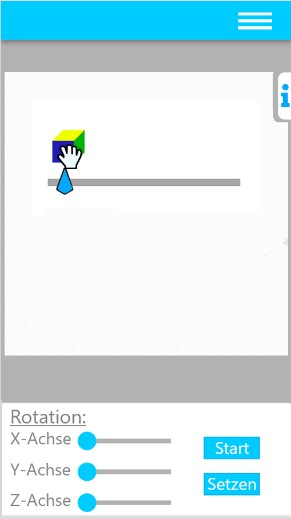 Rotation:
X-Achse
Start
Y-Achse
Setzen
Z-Achse